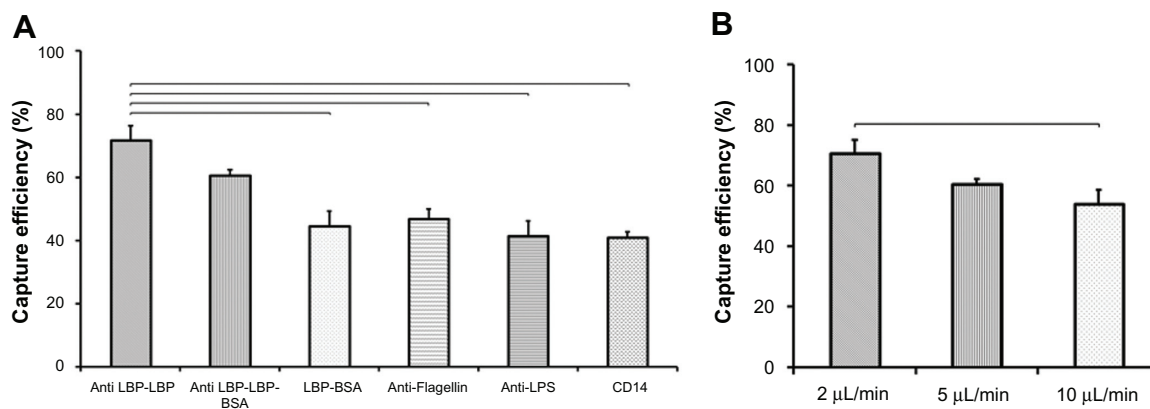 A
Capture efficiency (%)
100
80
60
40
20
0
Anti LBP-LBP
Anti LBP-LBP-
BSA
LBP-BSA
Anti-Flagellin
Anti-LPS
CD14
B
Capture efficiency (%)
100
80
60
40
20
0
2 μL/min
5 μL/min
10 μL/min